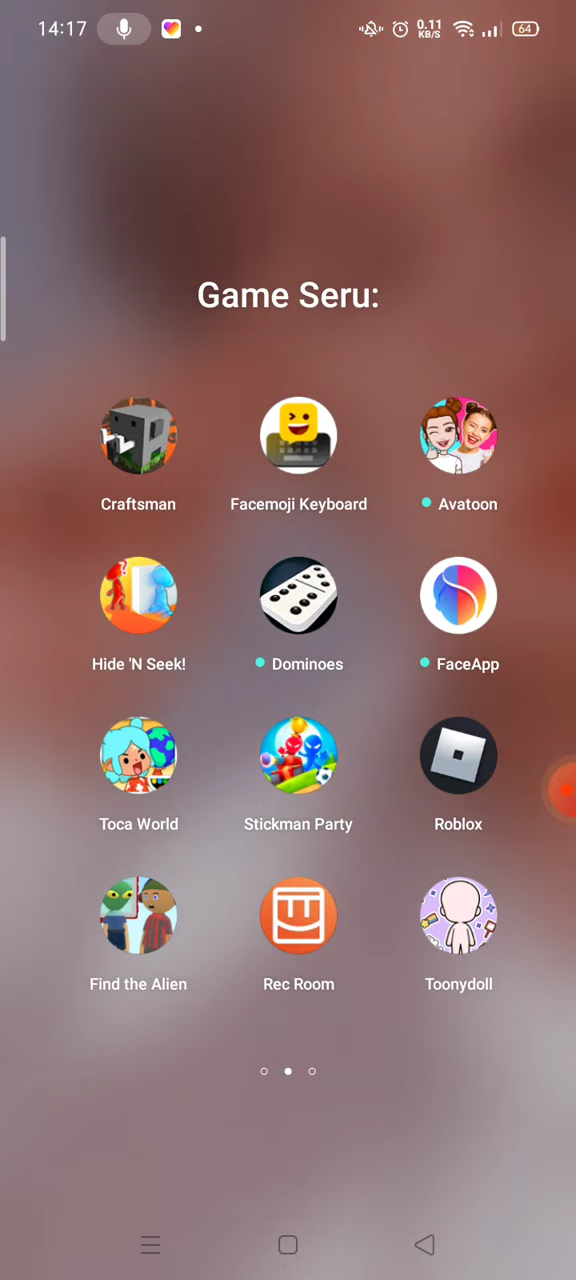 14:17
0.11
KB/S
64
Game Seru:
Craftsman
Facemoji Keyboard
Avatoon
Hide 'N Seek!
Dominoes
FaceApp
Toca World
Stickman Party
Roblox
Find the Alien
Rec Room
Toonydoll